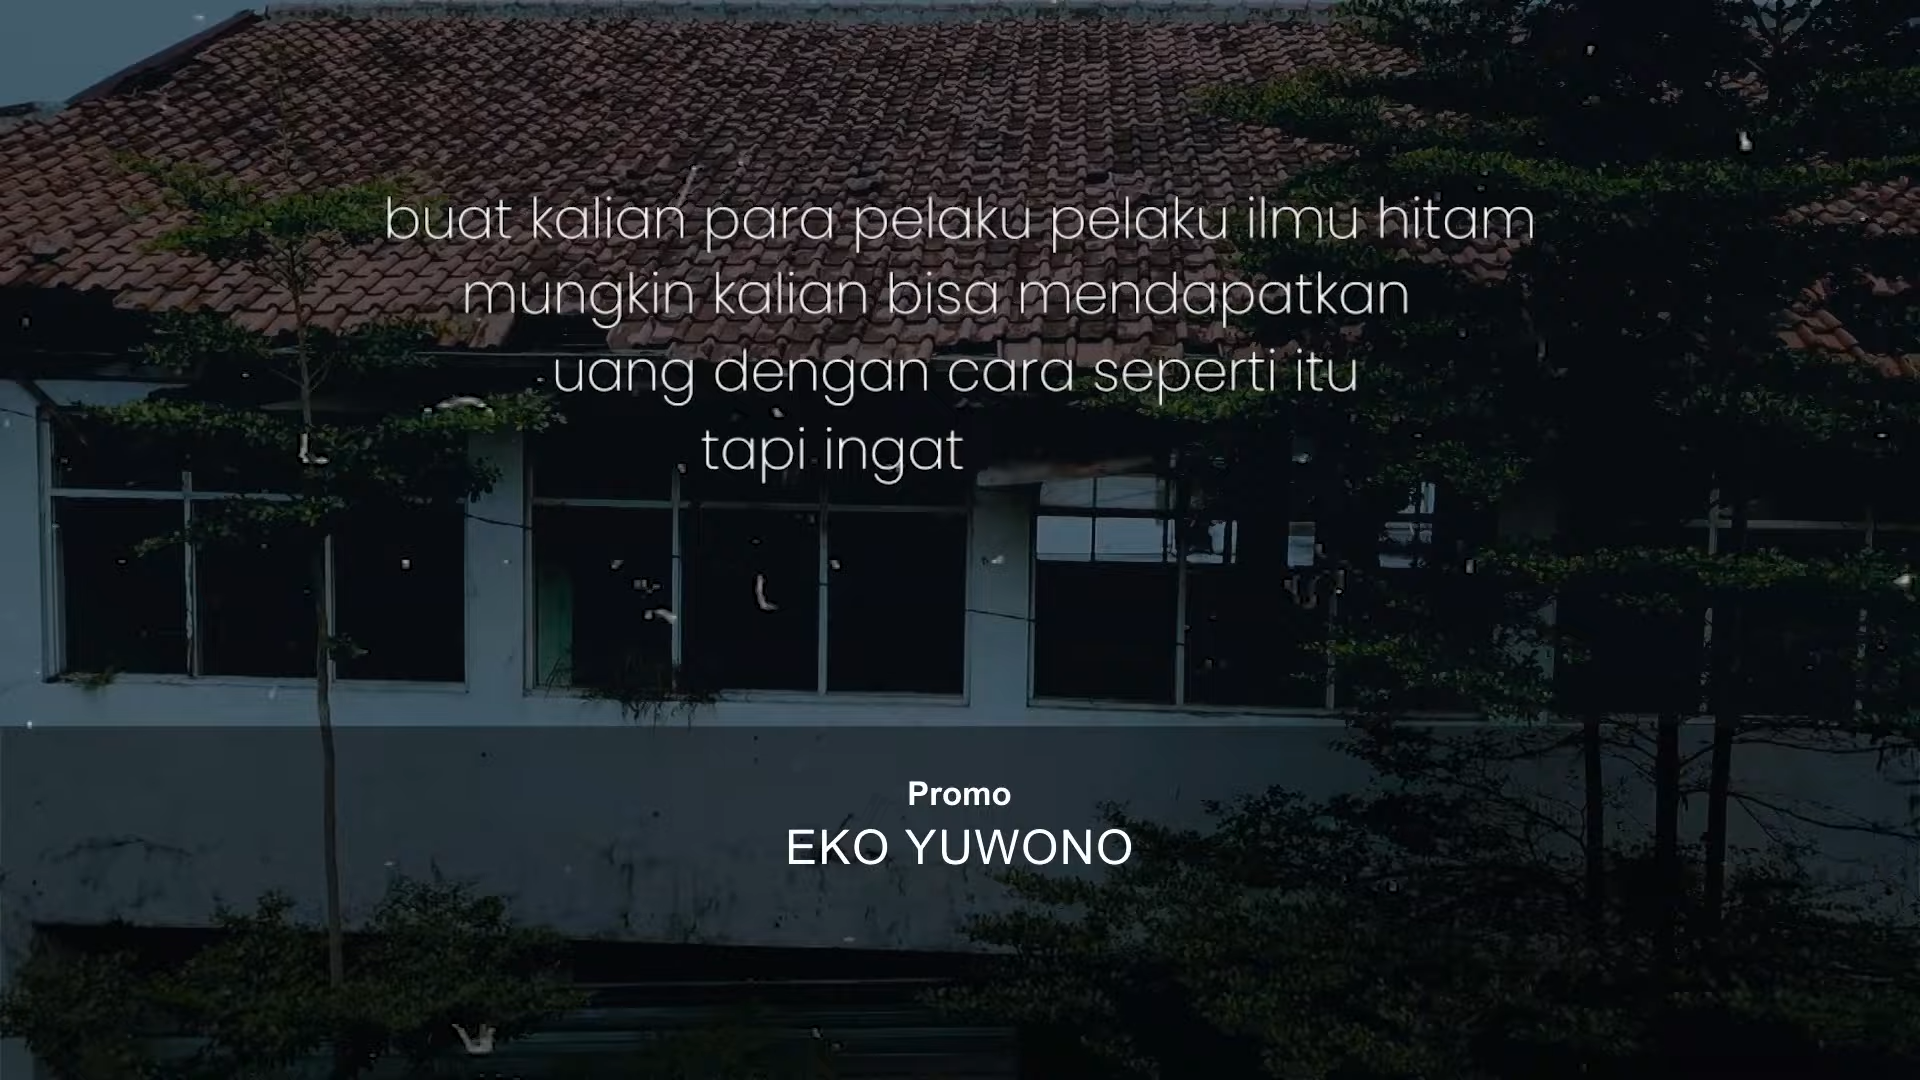 buat kalian para pelaku pelaku ilmu hitam
mungkin kalian bisa mendapatkan
uang dengan cara seperti itu
tapi ingat
Promo
EKO YUWONO